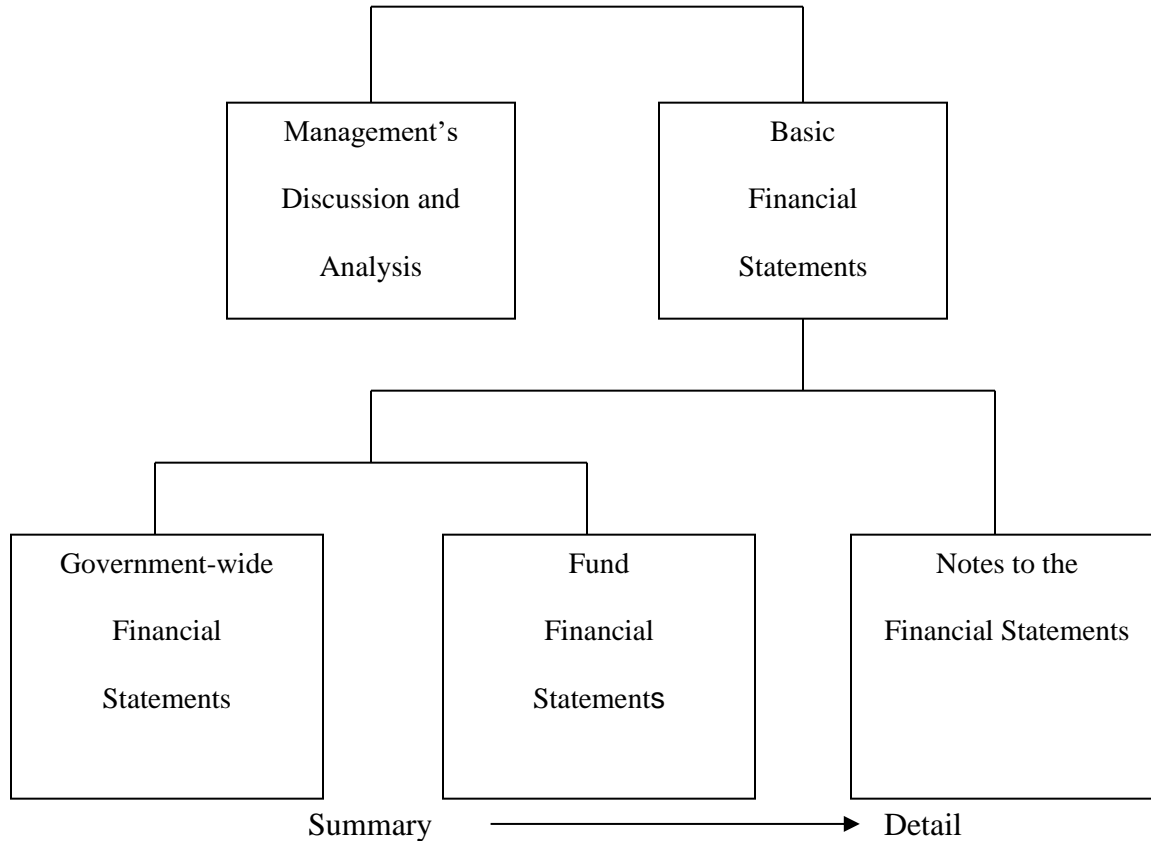 Management’s
Discussion and
Analysis
Basic
Financial
Statements
Government-wide
Financial
Statements
Fund
Financial
Statements
Notes to the
Financial Statements
Summary
Detail